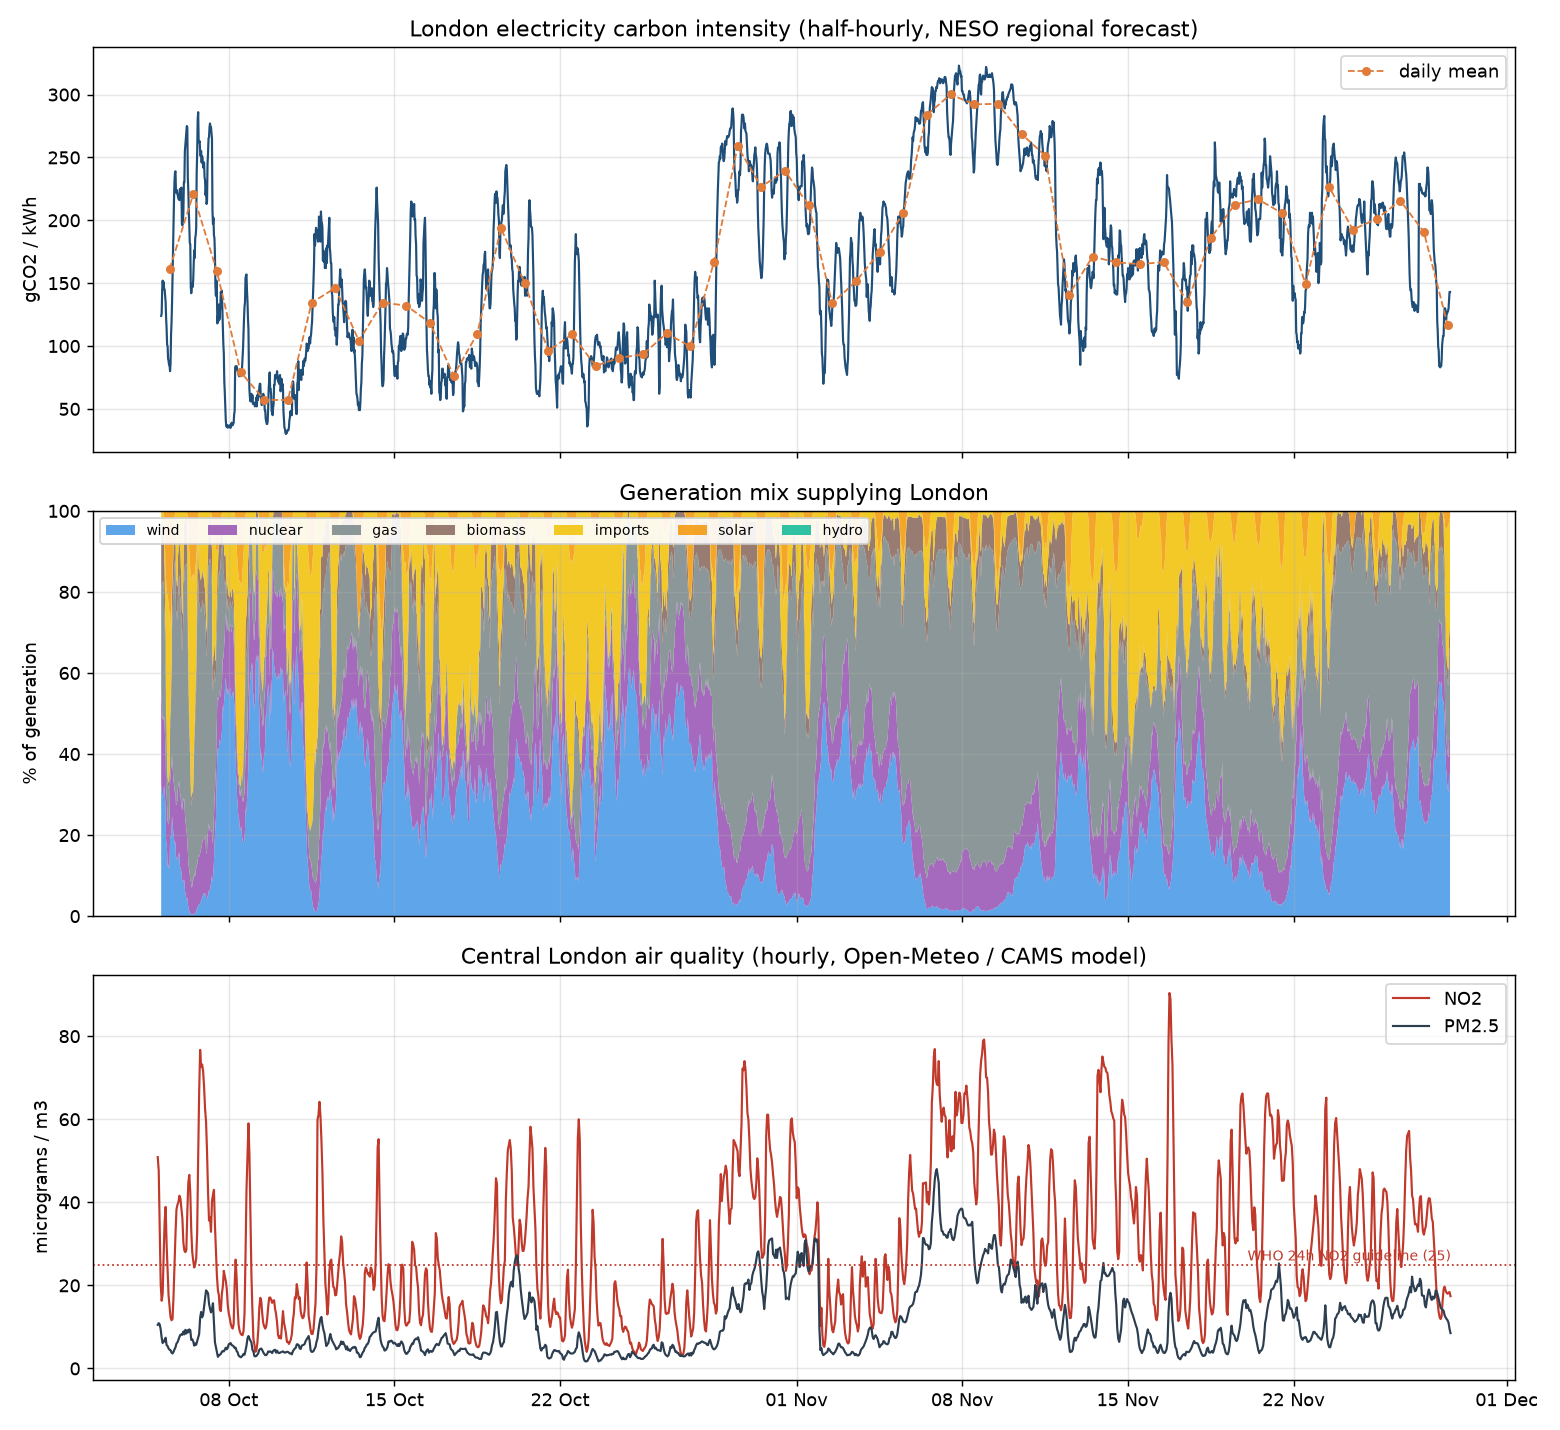 London electricity carbon intensity (half-hourly, NESO regional forecast)
daily mean
gCO2 / kWh
300
250
200
150
100
50
Generation mix supplying London
wind nuclear gas biomass imports solar hydro
% of generation
100
80
60
40
20
0
Central London air quality (hourly, Open-Meteo / CAMS model)
NO2
PM2.5
micrograms / m3
80
60
40
WHO 24h NO2 guideline (25)
20
0
08 Oct 15 Oct 22 Oct 01 Nov 08 Nov 15 Nov 22 Nov 01 Dec